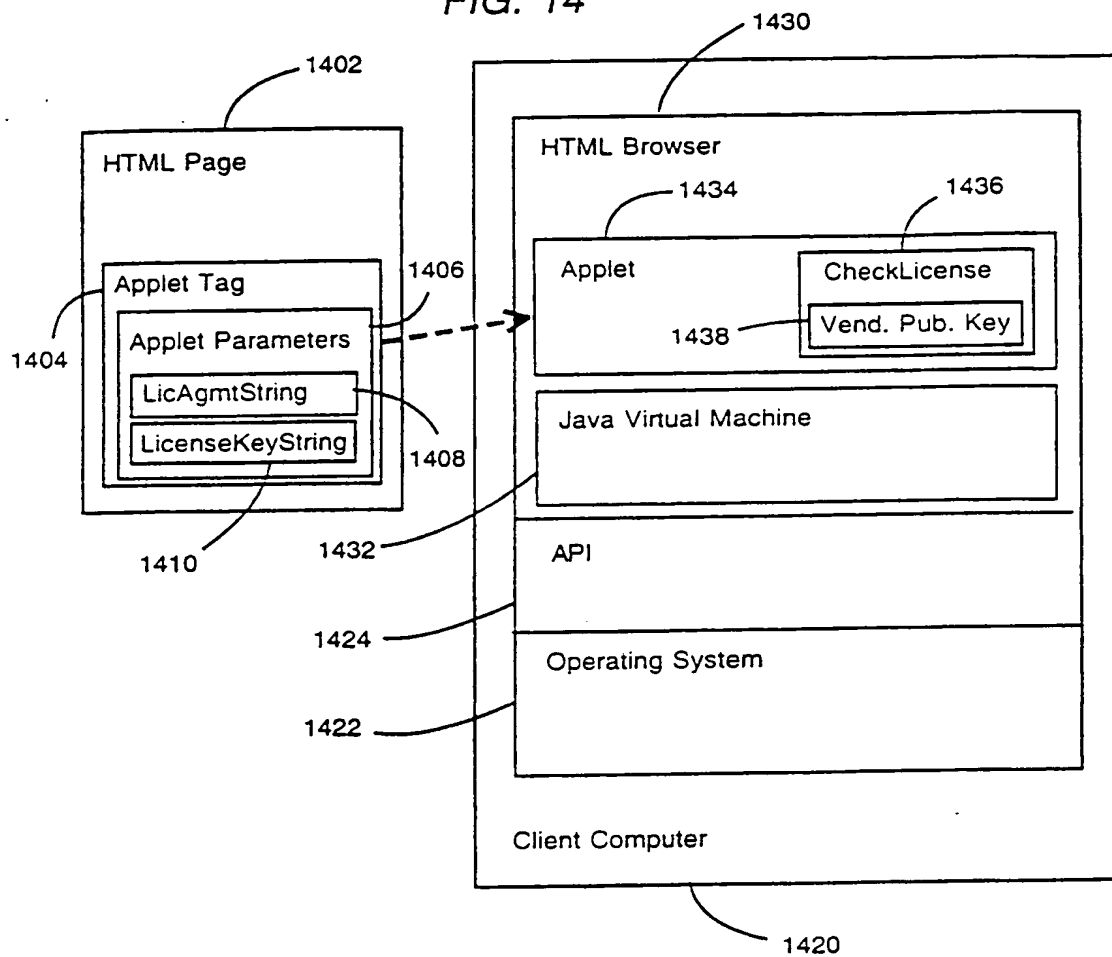 FIG. 14
1430
1402
HTML Page
HTML Browser
1434
1436
1406
Applet
CheckLicense
Applet Tag
1438
Vend. Pub. Key
Applet Parameters
1404
LicAgmtString
Java Virtual Machine
LicenseKeyString
1408
1432
1410
API
1424
Operating System
1422
Client Computer
1420